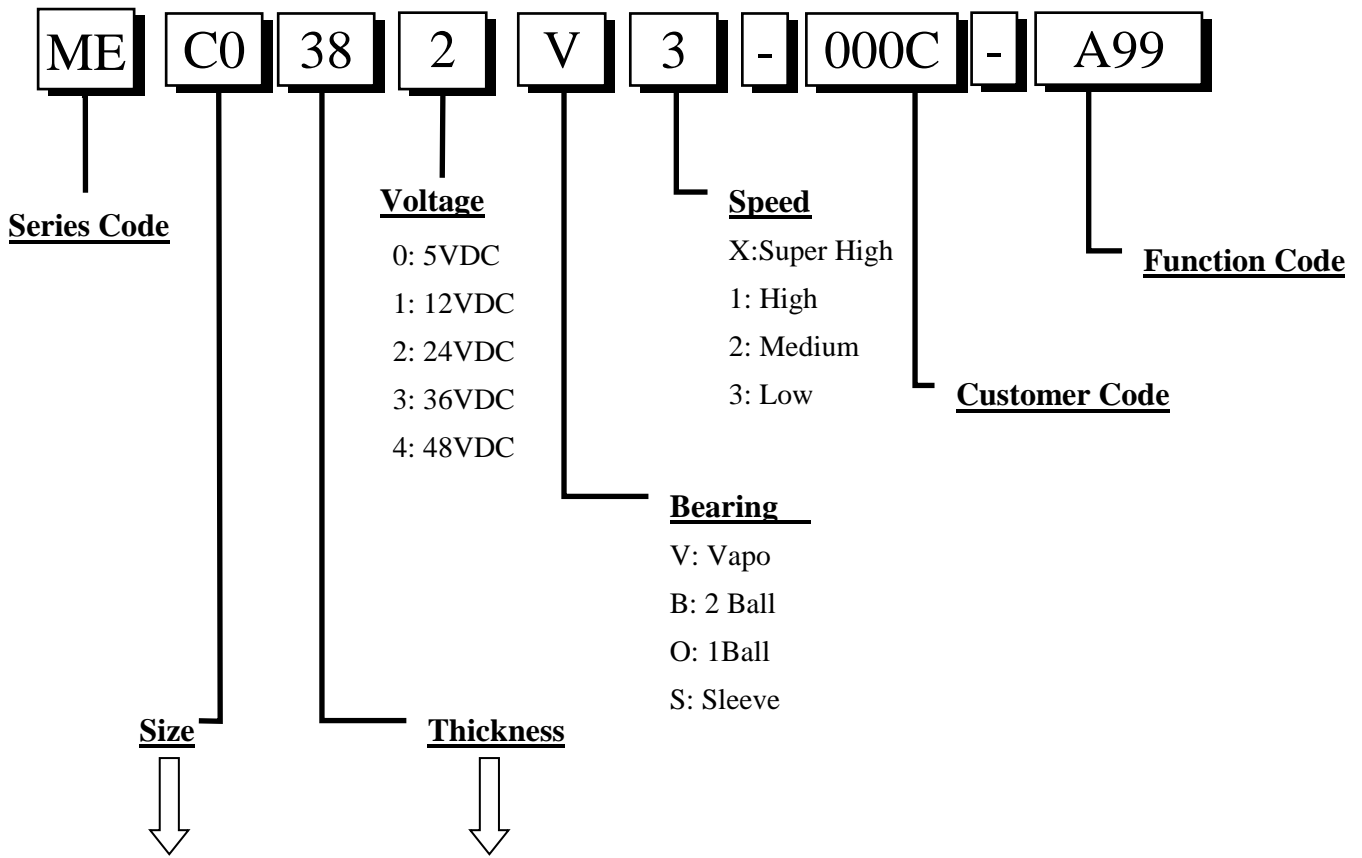 ME C0 38 2 V 3 - 000C - A99
Series Code
Voltage
0: 5VDC
1: 12VDC
2: 24VDC
3: 36VDC
4: 48VDC
Speed
X:Super High
1: High
2: Medium
3: Low
Function Code
Customer Code
Bearing
V: Vapo
B: 2 Ball
O: 1Ball
S: Sleeve
Size
Thickness